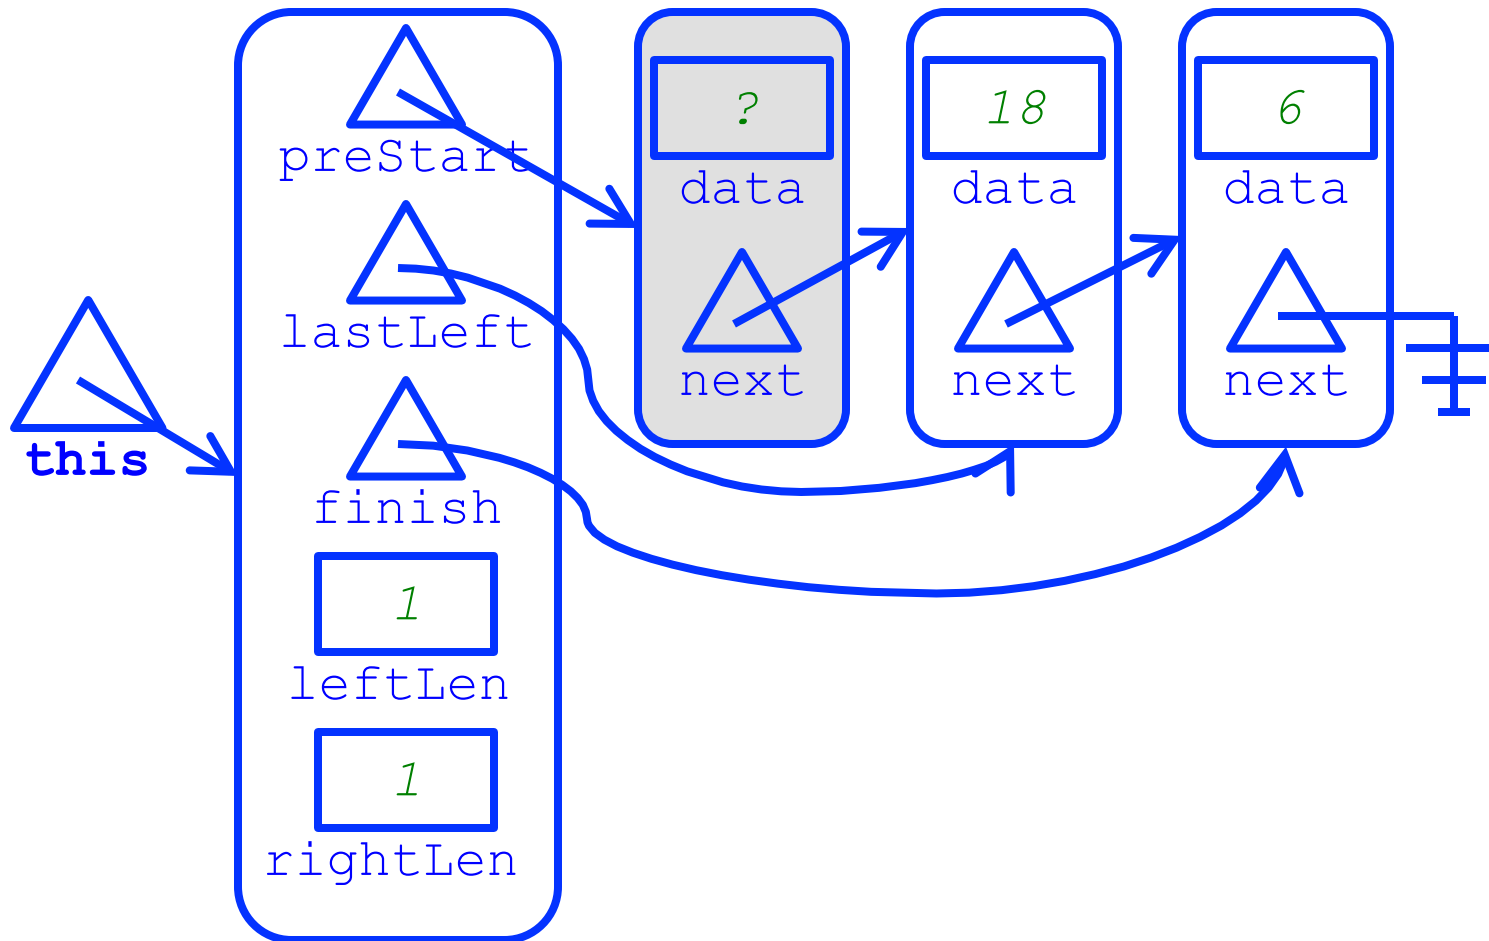 this
preStart
lastLeft
finish
1
leftLen
1
rightLen
?
data
next
18
data
next
6
data
next